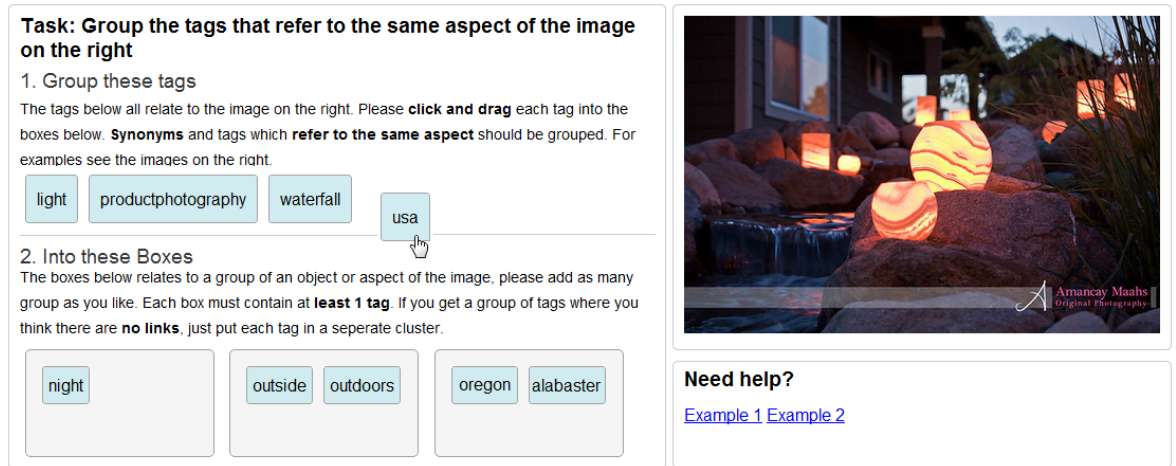 Task: Group the tags that refer to the same aspect of the image
on the right
1. Group these tags
The tags below all relate to the image on the right. Please click and drag each tag into the
boxes below. Synonyms and tags which refer to the same aspect should be grouped. For
examples see the images on the right.
light productphotography waterfall usa
2. Into these Boxes
The boxes below relates to a group of an object or aspect of the image, please add as many
group as you like. Each box must contain at least 1 tag. If you get a group of tags where you
think there are no links, just put each tag in a seperate cluster.
night outside outdoors oregon alabaster
Amancay Maahs
Original Photography
Need help?
Example 1 Example 2